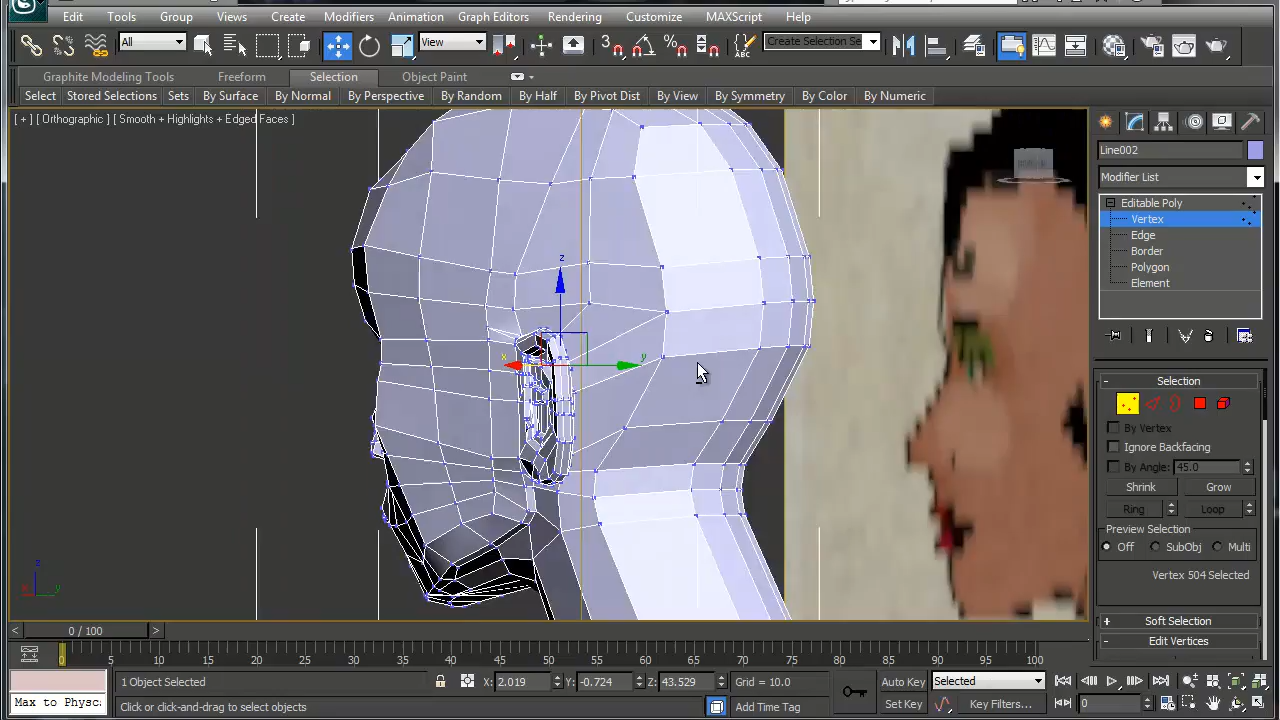 Edit Tools Group Views Create Modifiers Animation Graph Editors Rendering Customize MAXScript Help
All View 3 ABC Create Selection Se
Graphite Modeling Tools Freeform Selection Object Paint
Select Stored Selections Sets By Surface By Normal By Perspective By Random By Half By Pivot Dist By View By Symmetry By Color By Numeric
[ + ] [ Orthographic ] [ Smooth + Highlights + Edged Faces ]
Line002
Modifier List
Editable Poly
Vertex
Edge
Border
Polygon
Element
z
x
y
Selection
By Vertex
Ignore Backfacing
By Angle: 45.0
Shrink Grow
Ring Loop
Preview Selection
Off SubObj Multi
Vertex 504 Selected
z
x y
Soft Selection
Edit Vertices
< 0 / 100 >
0 5 10 15 20 25 30 35 40 45 50 55 60 65 70 75 80 85 90 95 100
1 Object Selected X: 2.019 Y: -0.724 Z: 43.529 Grid = 10.0 Auto Key Selected
Max to Physca Click or click-and-drag to select objects Add Time Tag Set Key Key Filters... 0